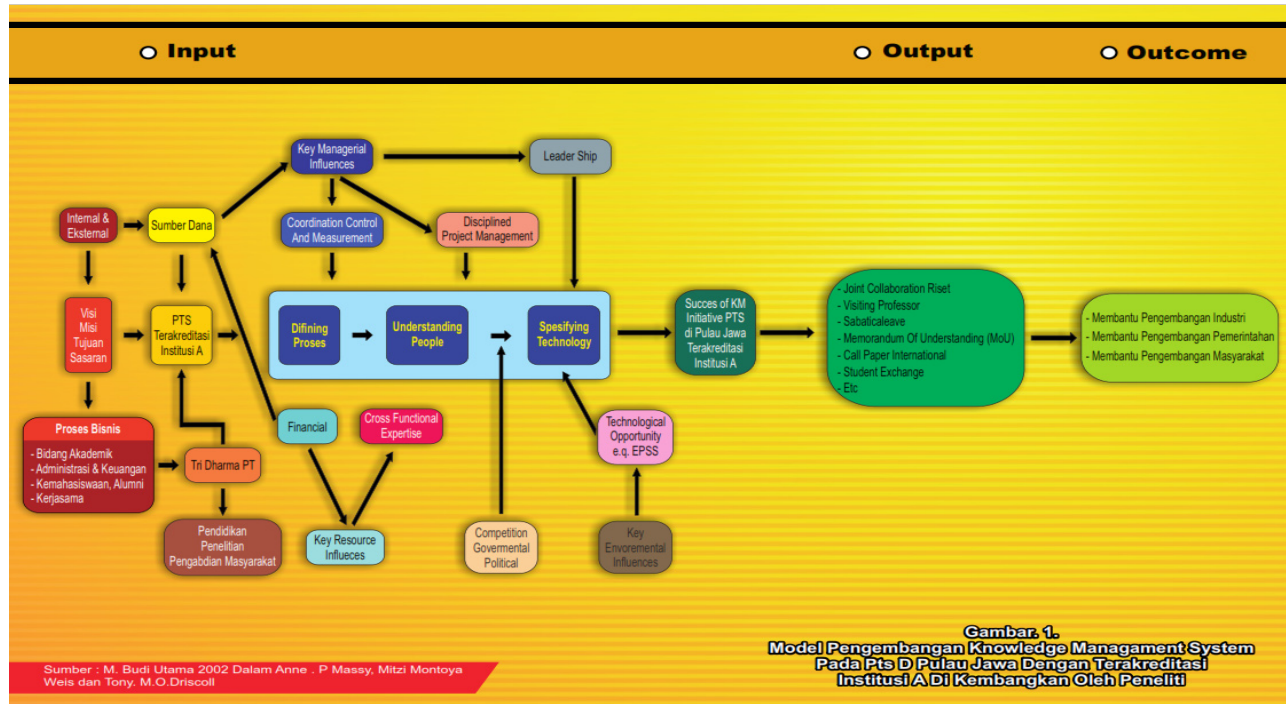 Input
Output
Outcome
Key Managerial
Influences
Leader Ship
Internal &
Eksternal
Sumber Dana
Coordination Control
And Measurement
Disciplined
Project Management
Visi
Misi
Tujuan
Sasaran
PTS
Terakreditasi
Institusi A
Difining
Proses
Understanding
People
Spesifying
Technology
Succes of KM
Initiative PTS
di Pulau Jawa
Terakreditasi
Institusi A
- Joint Collaboration Riset
- Visiting Professor
- Sabaticaleave
- Memorandum Of Understanding (MoU)
- Call Paper International
- Student Exchange
- Etc
- Membantu Pengembangan Industri
- Membantu Pengembangan Pemerintahan
- Membantu Pengembangan Masyarakat
Proses Bisnis
- Bidang Akademik
- Administrasi & Keuangan
- Kemahasiswaan, Alumni
- Kerjasama
Tri Dharma PT
Financial
Cross Functional
Expertise
Technological
Opportunity
e.q. EPSS
Pendidikan
Penelitian
Pengabdian Masyarakat
Key Resource
Influeces
Competition
Govermental
Political
Key
Envoremental
Influences
Gambar. 1.
Model Pengembangan Knowledge Managament System
Pada Pts D Pulau Jawa Dengan Terakreditasi
Institusi A Di Kembangkan Oleh Peneliti
Sumber : M. Budi Utama 2002 Dalam Anne . P Massy, Mitzi Montoya
Weis dan Tony. M.O.Driscoll